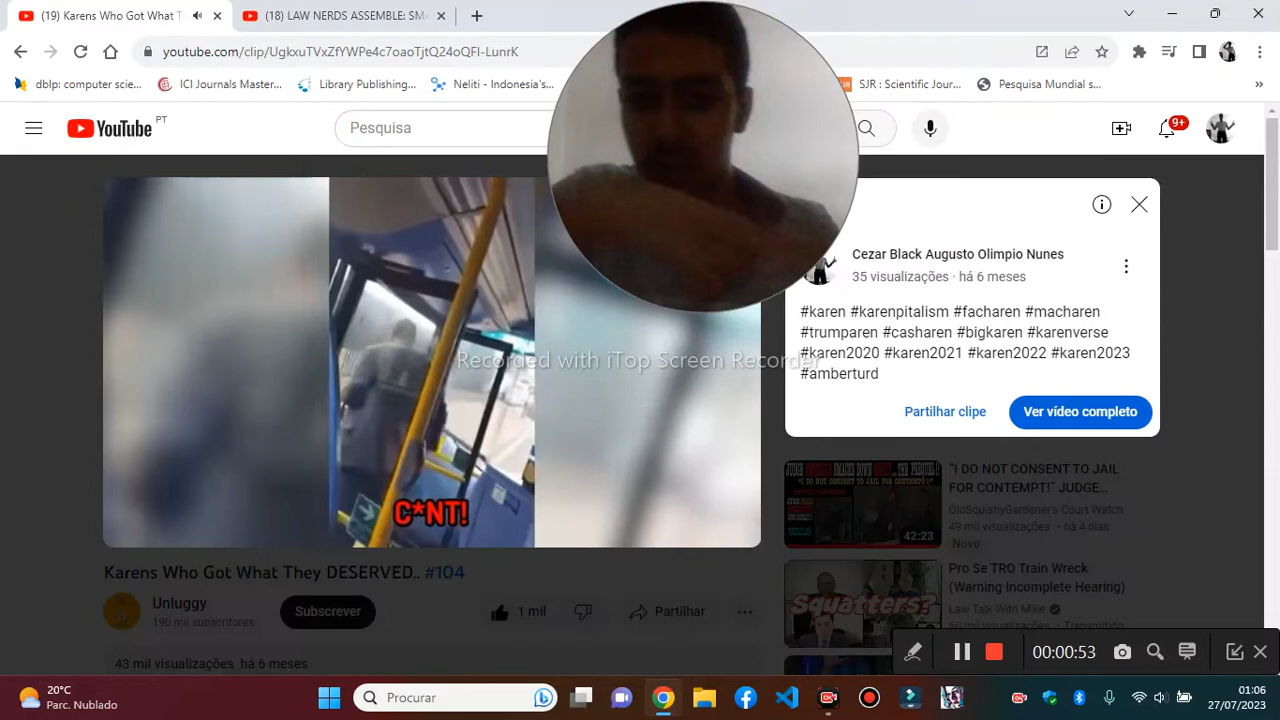 (19) Karens Who Got What T
(18) LAW NERDS ASSEMBLE: SM
youtube.com/clip/UgkxuTVxZfYWPe4c7oaoTjtQ24oQFI-LunrK
dblp: computer scie...
ICI Journals Master...
Library Publishing...
Neliti - Indonesia's...
SJR : Scientific Jour...
Pesquisa Mundial s...
YouTube PT
Pesquisa
9+
Cezar Black Augusto Olimpio Nunes
35 visualizações · há 6 meses
#karen #karenpitalism #facharen #macharen
#trumparen #casharen #bigkaren #karenverse
#karen2020 #karen2021 #karen2022 #karen2023
#amberturd
Partilhar clipe
Ver vídeo completo
Recorded with iTop Screen Recorder
C*NT!
Karens Who Got What They DESERVED.. #104
Unluggy
190 mil subscritores
Subscrever
1 mil
Partilhar
43 mil visualizações há 6 meses
"I DO NOT CONSENT TO JAIL
FOR CONTEMPT!" JUDGE...
OldSquishyGardener's Court Watch
49 mil visualizações · há 4 dias
Novo
42:23
Pro Se TRO Train Wreck
(Warning Incomplete Hearing)
Law Talk With Mike
Squatters?
00:00:53
20°C
Parc. Nublado
Procurar
01:08
27/07/2023